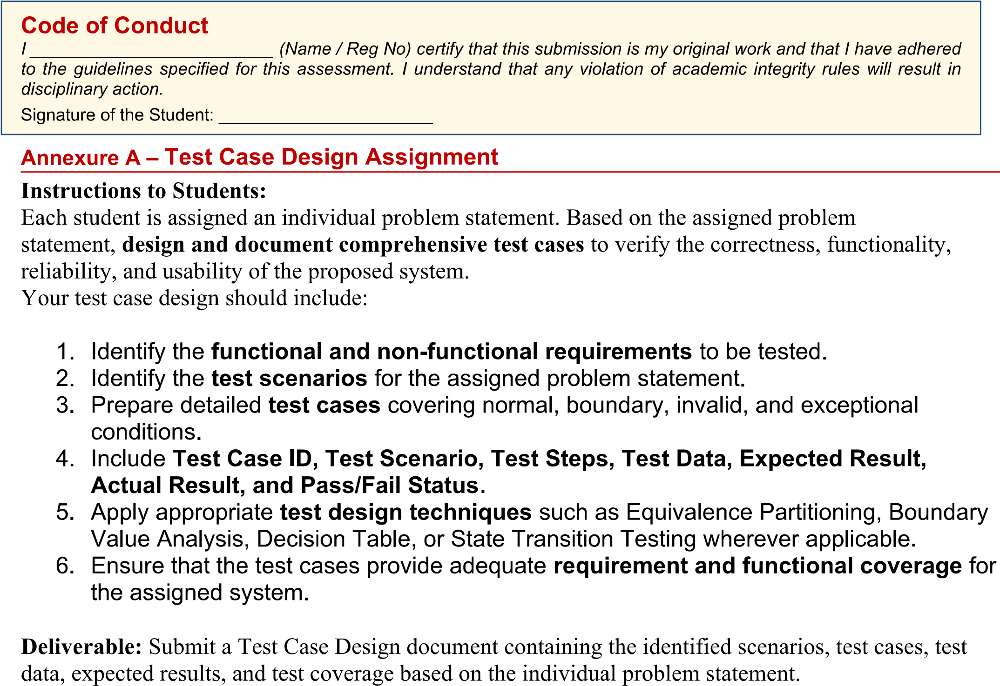 Code of Conduct
I _________________________ (Name / Reg No) certify that this submission is my original work and that I have adhered
to the guidelines specified for this assessment. I understand that any violation of academic integrity rules will result in
disciplinary action.
Signature of the Student: ______________________
Annexure A – Test Case Design Assignment
Instructions to Students:
Each student is assigned an individual problem statement. Based on the assigned problem
statement, design and document comprehensive test cases to verify the correctness, functionality,
reliability, and usability of the proposed system.
Your test case design should include:
1. Identify the functional and non-functional requirements to be tested.
2. Identify the test scenarios for the assigned problem statement.
3. Prepare detailed test cases covering normal, boundary, invalid, and exceptional
conditions.
4. Include Test Case ID, Test Scenario, Test Steps, Test Data, Expected Result,
Actual Result, and Pass/Fail Status.
5. Apply appropriate test design techniques such as Equivalence Partitioning, Boundary
Value Analysis, Decision Table, or State Transition Testing wherever applicable.
6. Ensure that the test cases provide adequate requirement and functional coverage for
the assigned system.
Deliverable: Submit a Test Case Design document containing the identified scenarios, test cases, test
data, expected results, and test coverage based on the individual problem statement.